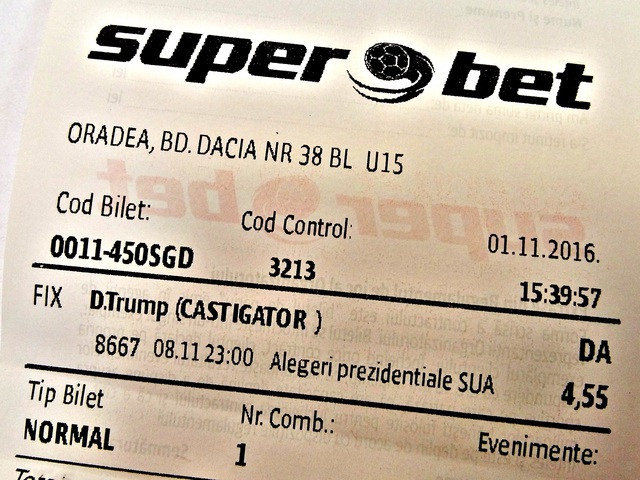 super bet
ORADEA, BD. DACIA NR 38 BL U15
Cod Bilet: Cod Control: 01.11.2016.
0011-450SGD 3213 15:39:57
FIX D.Trump (CASTIGATOR ) DA
8667 08.11 23:00 Alegeri prezidentiale SUA 4,55
Tip Bilet Nr. Comb.: Evenimente:
NORMAL 1